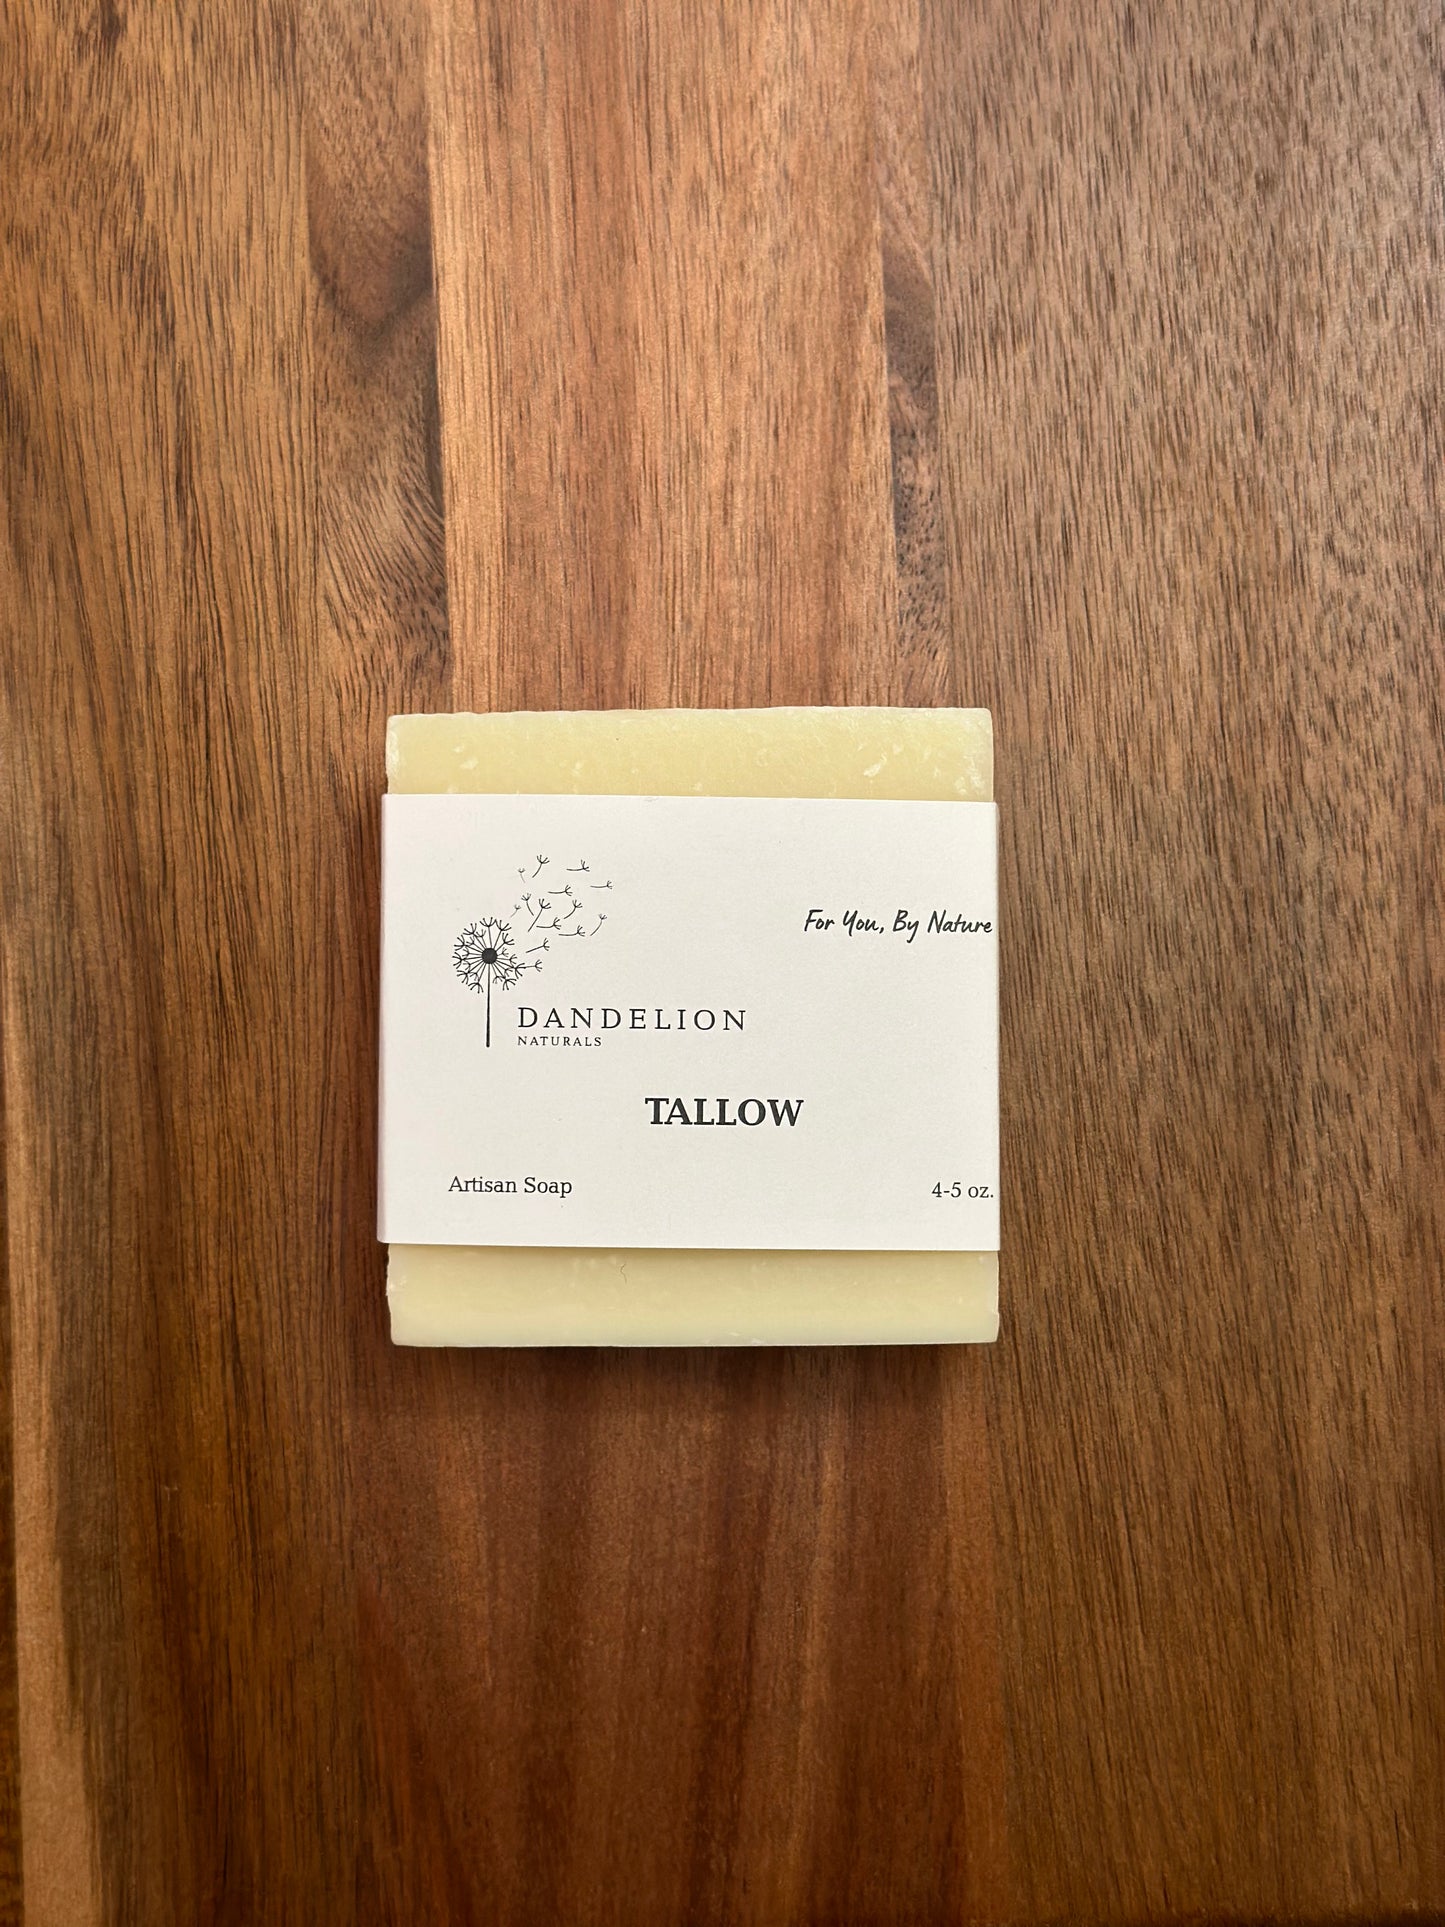 For You, By Nature
DANDELION
NATURALS
TALLOW
Artisan Soap
4-5 oz.